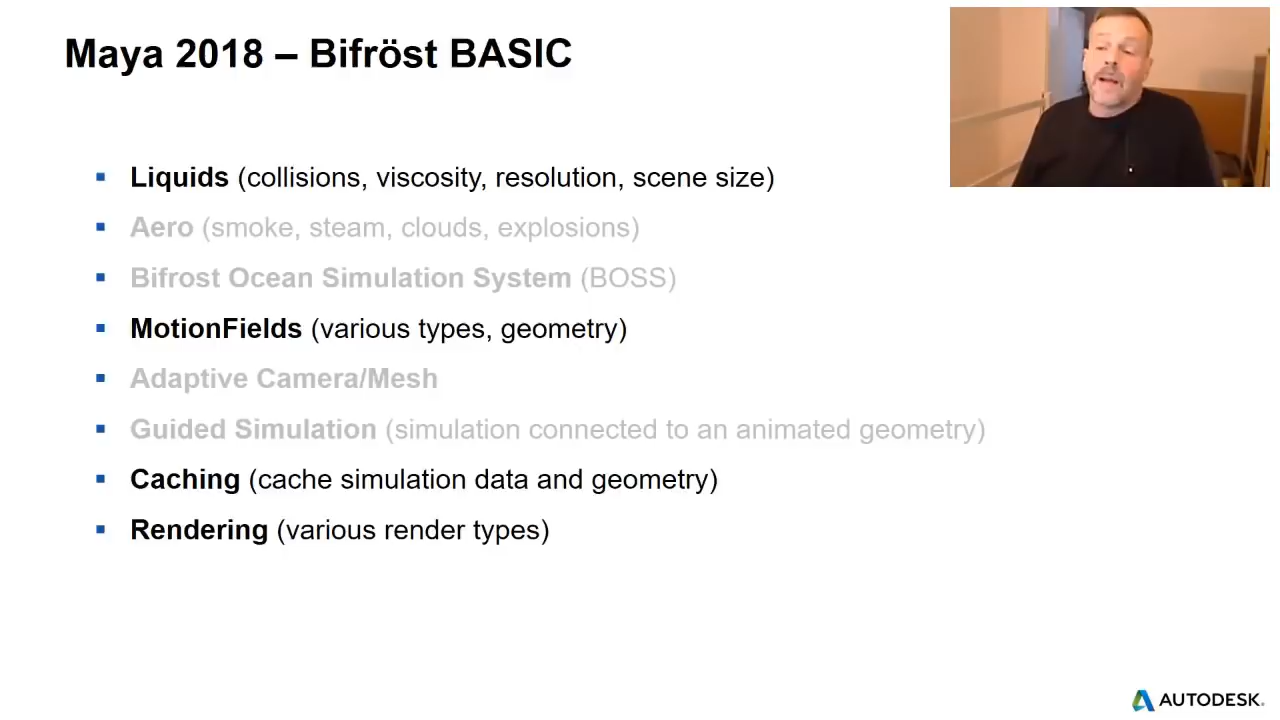 Maya 2018 – Bifröst BASIC
Liquids (collisions, viscosity, resolution, scene size)
Aero (smoke, steam, clouds, explosions)
Bifrost Ocean Simulation System (BOSS)
MotionFields (various types, geometry)
Adaptive Camera/Mesh
Guided Simulation (simulation connected to an animated geometry)
Caching (cache simulation data and geometry)
Rendering (various render types)
AUTODESK.